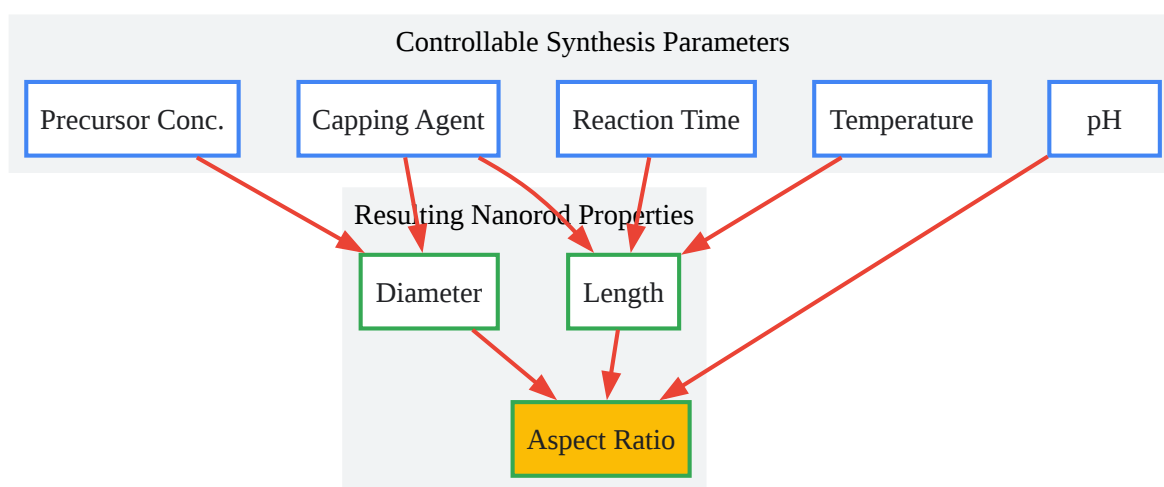 Controllable Synthesis Parameters
Precursor Conc.
Capping Agent
Reaction Time
Temperature
pH
Resulting Nanorod Properties
Diameter
Length
Aspect Ratio